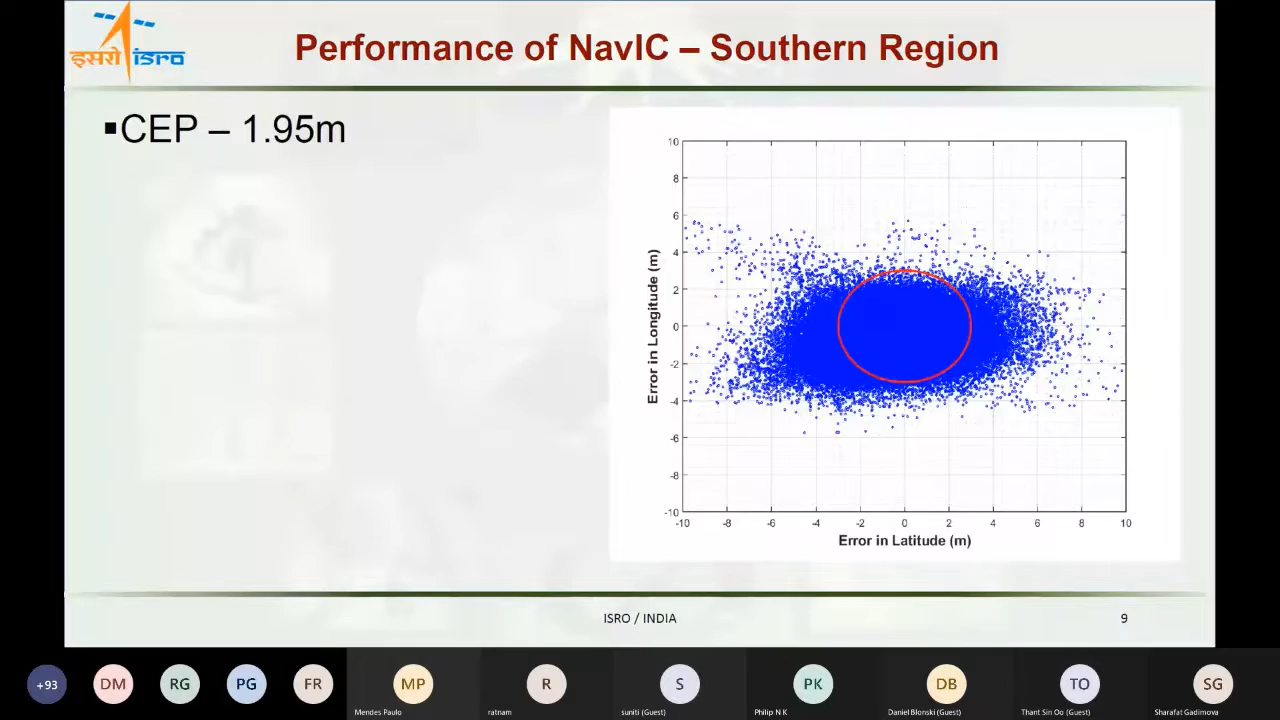 इसरो isro
Performance of NavIC – Southern Region
▪CEP – 1.95m
10
8
6
4
2
0
-2
-4
-6
-8
-10
Error in Longitude (m)
-10 -8 -6 -4 -2 0 2 4 6 8 10
Error in Latitude (m)
ISRO / INDIA 9
+93 DM RG PG FR MP R S PK DB TO SG
Mendes Paulo ratnam suniti (Guest) Philip N K Daniel Blonski (Guest) Thant Sin Oo (Guest) Sharafat Gadimova